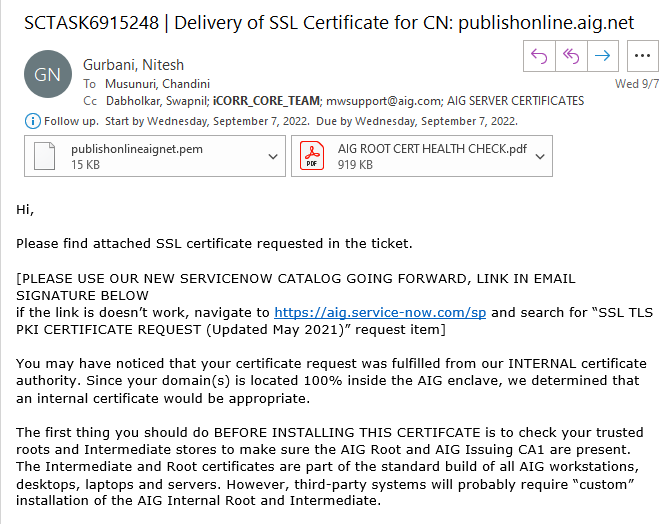 SCTASK6915248 | Delivery of SSL Certificate for CN: publishonline.aig.net
GN
Gurbani, Nitesh
To Musunuri, Chandini
Cc Dabholkar, Swapnil; iCORR_CORE_TEAM; mwsupport@aig.com; AIG SERVER CERTIFICATES
Wed 9/7
Follow up. Start by Wednesday, September 7, 2022. Due by Wednesday, September 7, 2022.
publishonlineaignet.pem
15 KB
PDF
AIG ROOT CERT HEALTH CHECK.pdf
919 KB
Hi,
Please find attached SSL certificate requested in the ticket.
[PLEASE USE OUR NEW SERVICENOW CATALOG GOING FORWARD, LINK IN EMAIL
SIGNATURE BELOW
if the link is doesn’t work, navigate to https://aig.service-now.com/sp and search for “SSL TLS
PKI CERTIFICATE REQUEST (Updated May 2021)” request item]
You may have noticed that your certificate request was fulfilled from our INTERNAL certificate
authority. Since your domain(s) is located 100% inside the AIG enclave, we determined that
an internal certificate would be appropriate.
The first thing you should do BEFORE INSTALLING THIS CERTIFCATE is to check your trusted
roots and Intermediate stores to make sure the AIG Root and AIG Issuing CA1 are present.
The Intermediate and Root certificates are part of the standard build of all AIG workstations,
desktops, laptops and servers. However, third-party systems will probably require “custom”
installation of the AIG Internal Root and Intermediate.